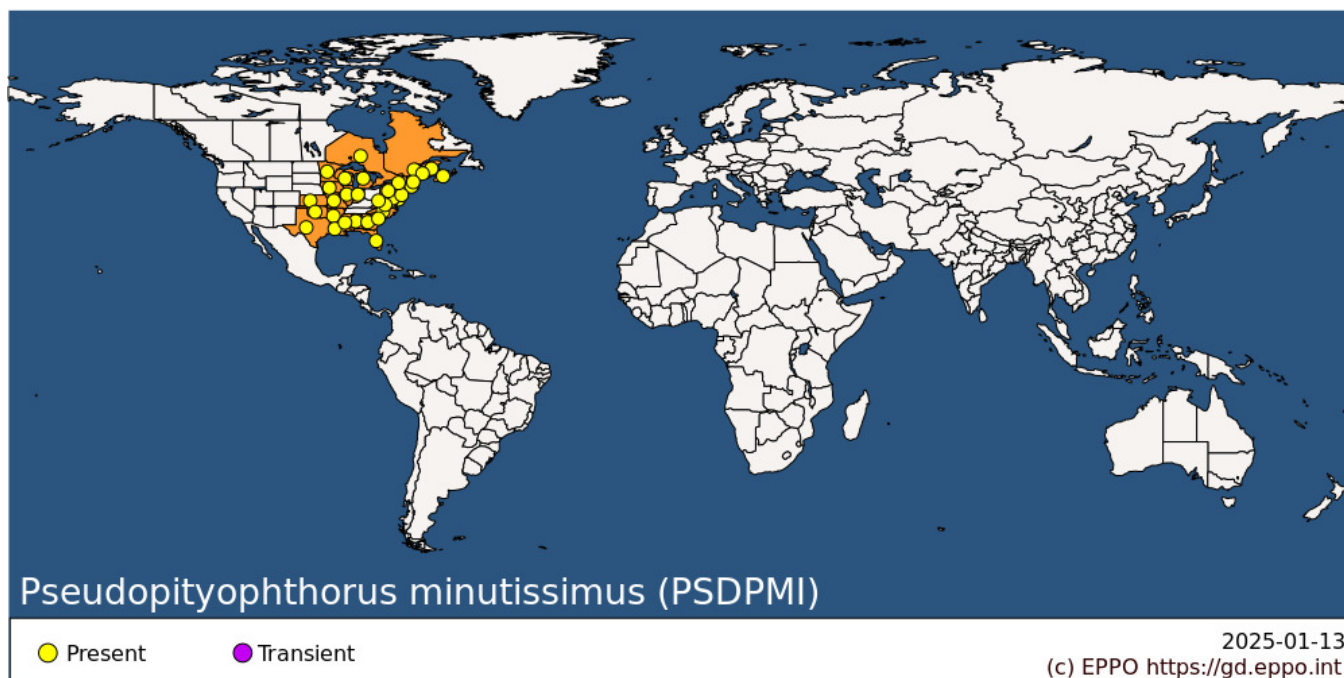 Pseudopityophthorus minutissimus (PSDPMI)
Present
Transient
2025-01-13
(c) EPPO https://gd.eppo.int